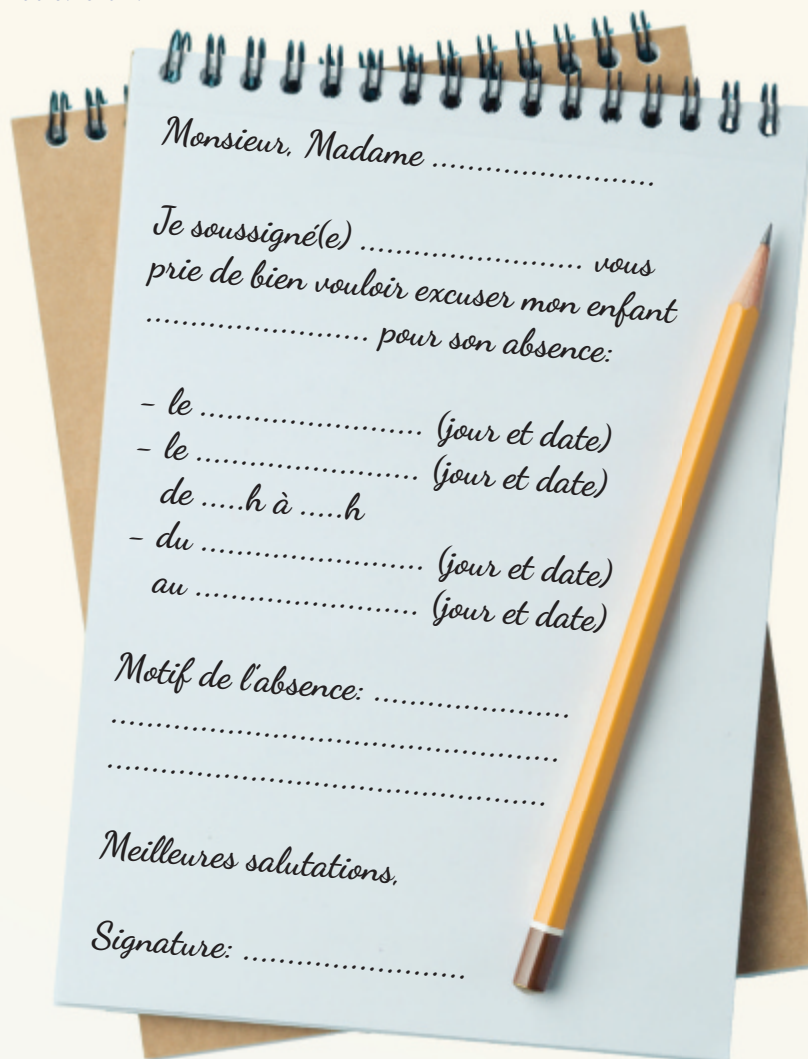 Monsieur, Madame .........................
Je soussigné(e) ......................... vous
prie de bien vouloir excuser mon enfant
......................... pour son absence:
- le ......................... (jour et date)
- le ......................... (jour et date)
de .....h à .....h
- du ......................... (jour et date)
au ......................... (jour et date)
Motif de l'absence: ......................
...................................................
..................................................
Meilleures salutations,
Signature: .........................